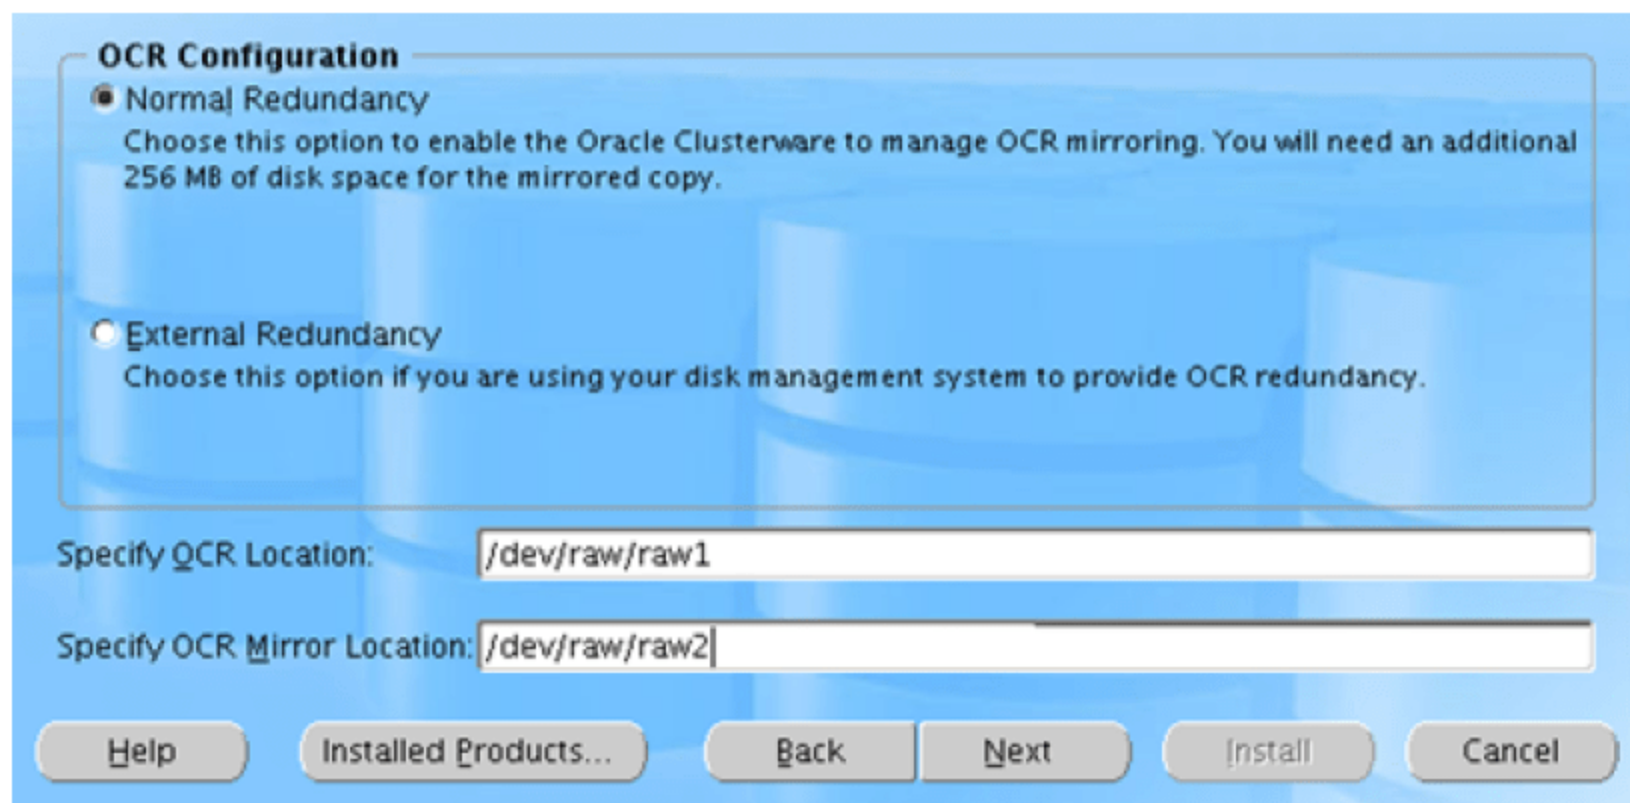 OCR Configuration
Normal Redundancy
Choose this option to enable the Oracle Clusterware to manage OCR mirroring. You will need an additional
256 MB of disk space for the mirrored copy.
External Redundancy
Choose this option if you are using your disk management system to provide OCR redundancy.
Specify OCR Location: /dev/raw/raw1
Specify OCR Mirror Location: /dev/raw/raw2
Help Installed Products... Back Next Install Cancel